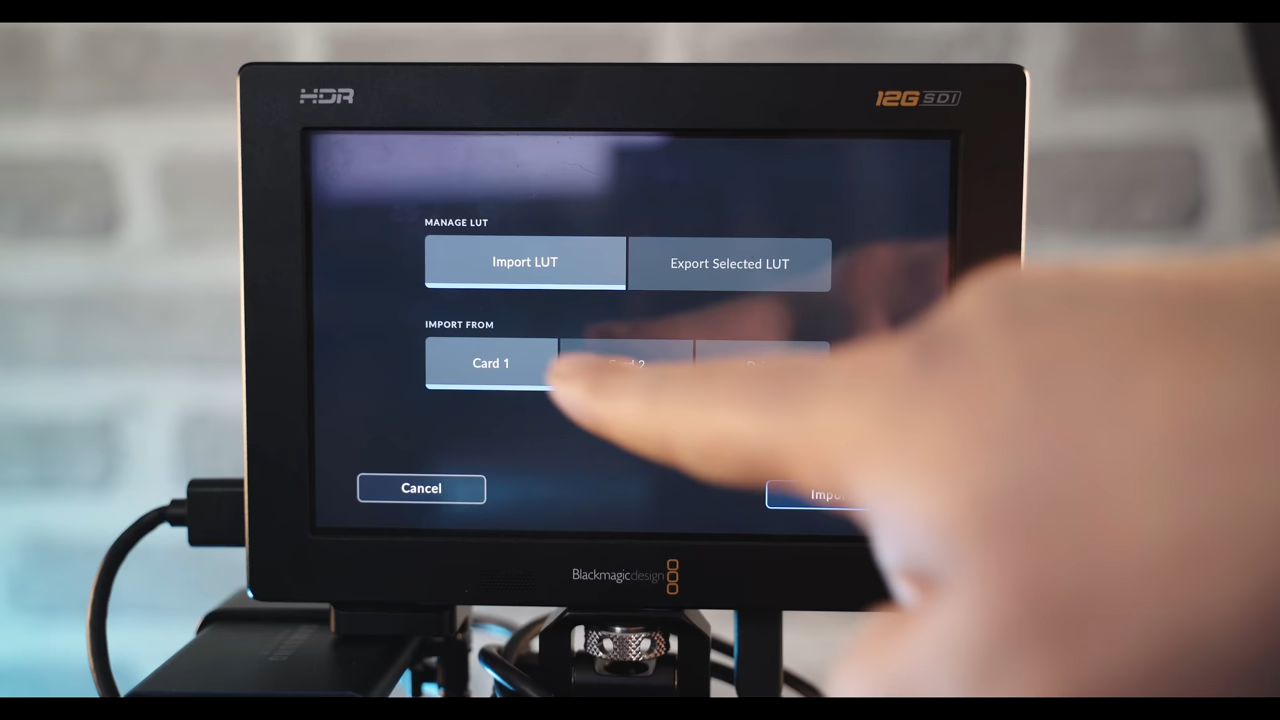 HDR
12G SDI
MANAGE LUT
Import LUT
Export Selected LUT
IMPORT FROM
Card 1
Cancel
Blackmagicdesign